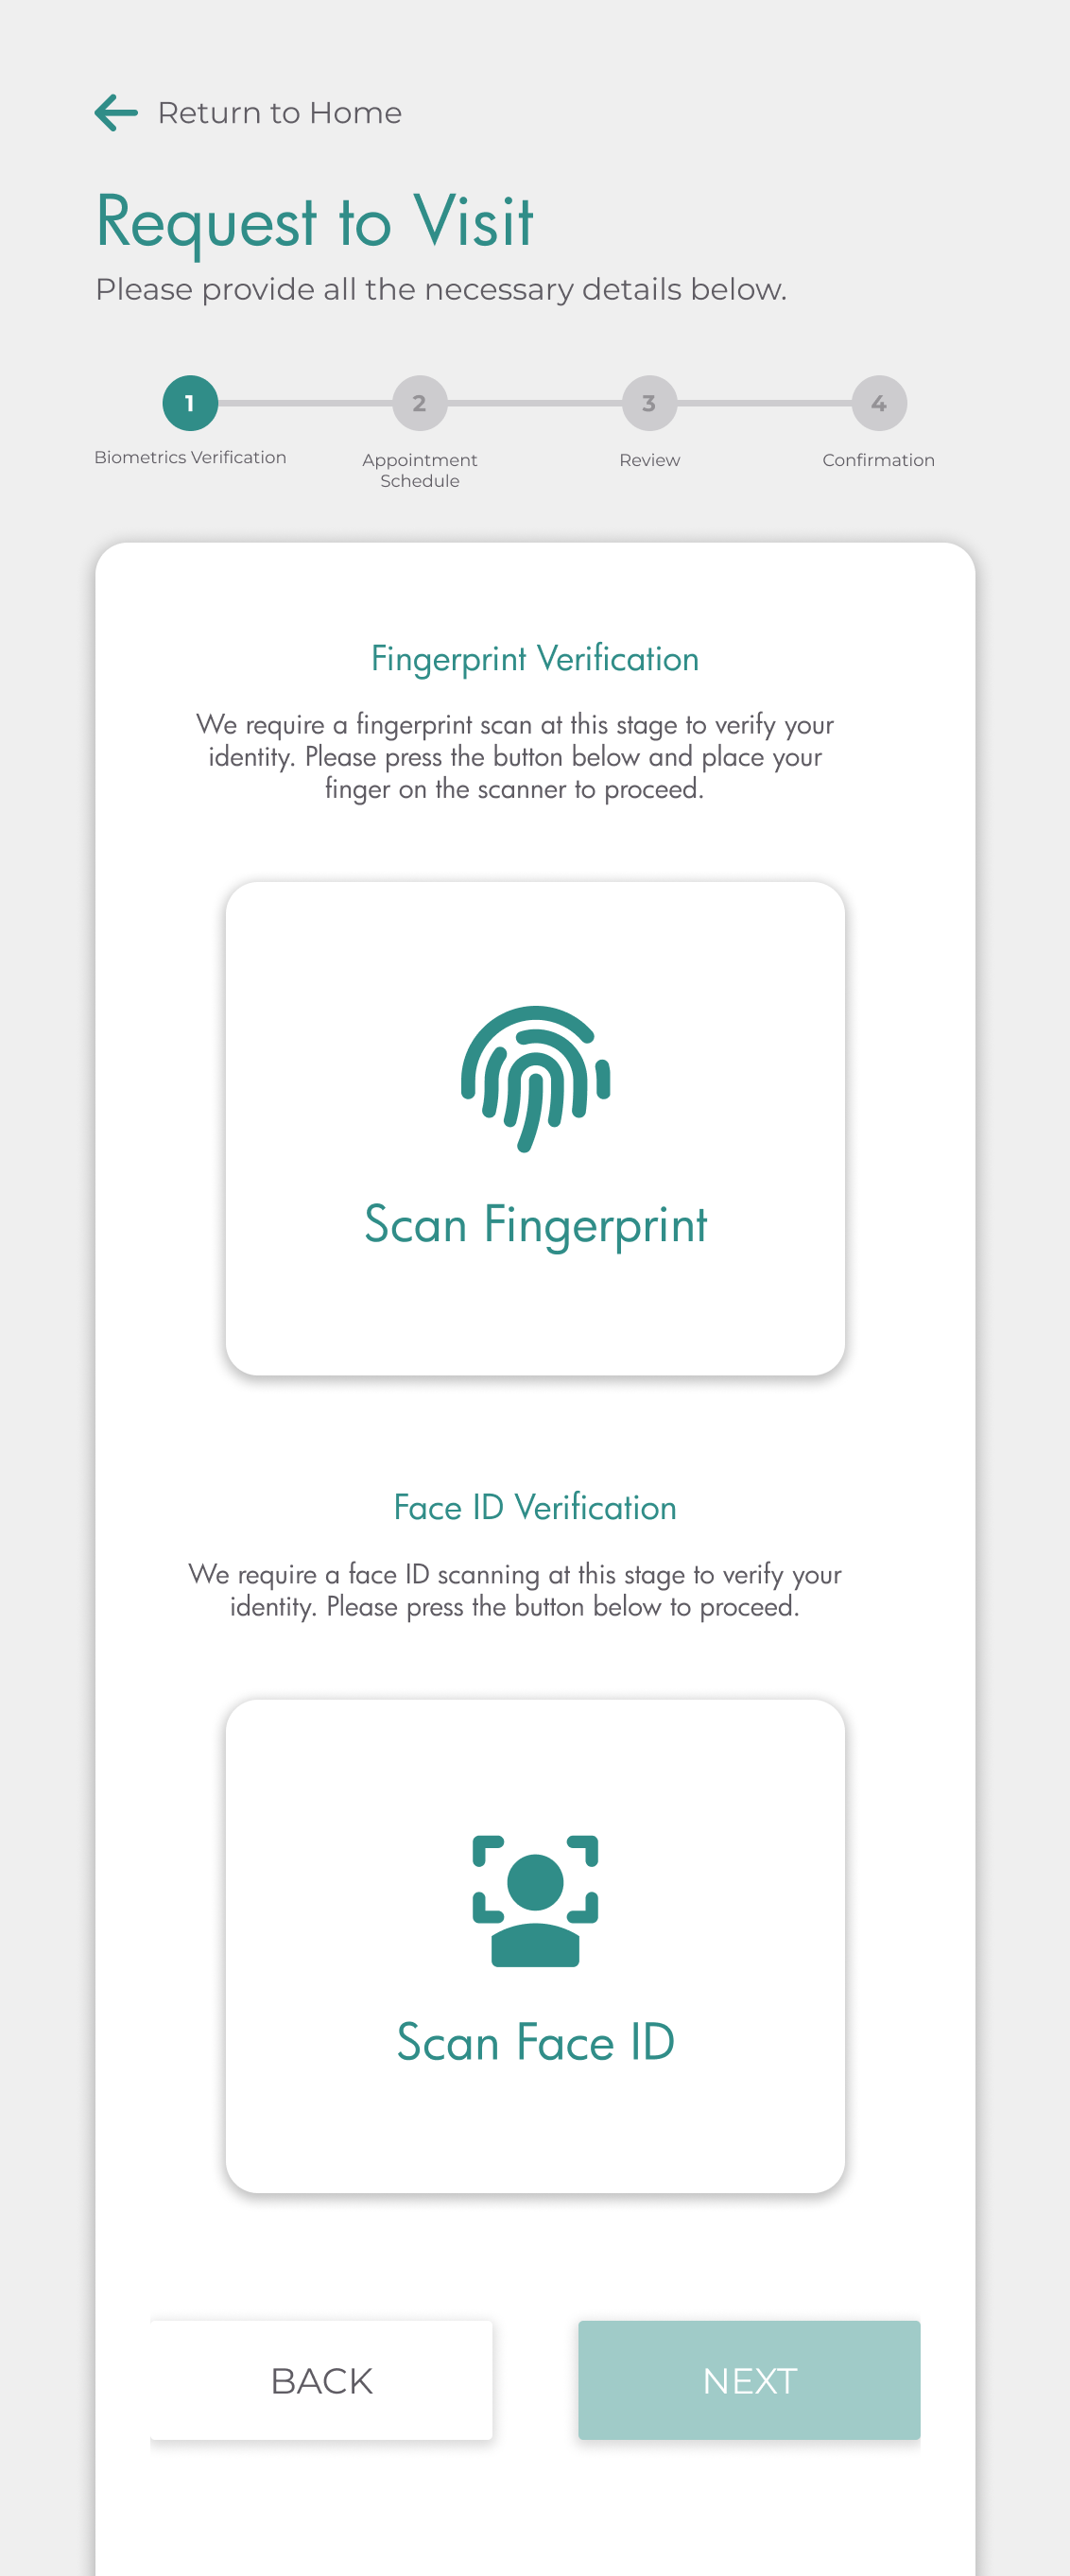 Return to Home
Request to Visit
Please provide all the necessary details below.
1
2
3
4
Biometrics Verification
Appointment
Schedule
Review
Confirmation
Fingerprint Verification
We require a fingerprint scan at this stage to verify your
identity. Please press the button below and place your
finger on the scanner to proceed.
Scan Fingerprint
Face ID Verification
We require a face ID scanning at this stage to verify your
identity. Please press the button below to proceed.
Scan Face ID
BACK
NEXT